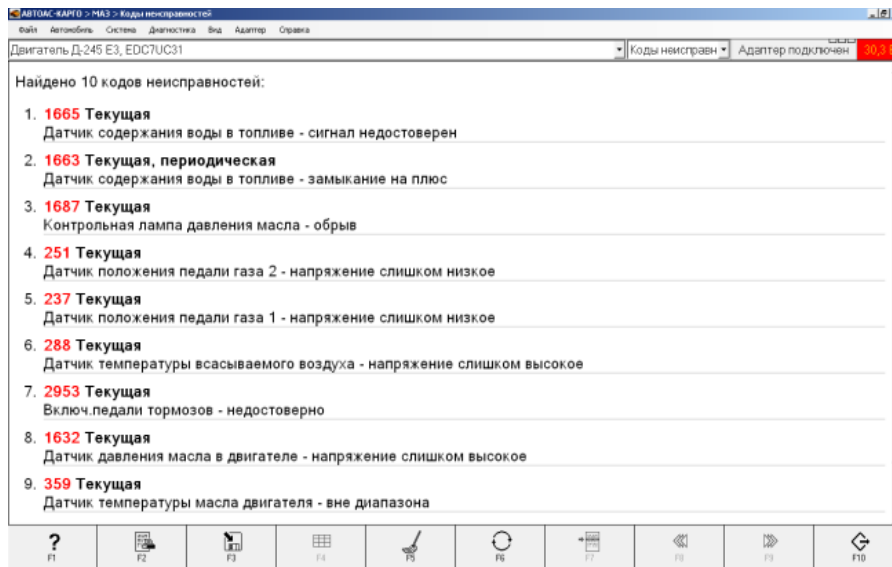 АВТОАС-КАРГО > МАЗ > Коды неисправностей
Файл Автомобиль Система Диагностика Вид Адаптер Справка
Двигатель Д-245 Е3, EDC7UC31 Коды неисправн Адаптер подключен 30,3 В
Найдено 10 кодов неисправностей:
1. 1665 Текущая
Датчик содержания воды в топливе - сигнал недостоверен
2. 1663 Текущая, периодическая
Датчик содержания воды в топливе - замыкание на плюс
3. 1687 Текущая
Контрольная лампа давления масла - обрыв
4. 251 Текущая
Датчик положения педали газа 2 - напряжение слишком низкое
5. 237 Текущая
Датчик положения педали газа 1 - напряжение слишком низкое
6. 288 Текущая
Датчик температуры всасываемого воздуха - напряжение слишком высокое
7. 2953 Текущая
Включ.педали тормозов - недостоверно
8. 1632 Текущая
Датчик давления масла в двигателе - напряжение слишком высокое
9. 359 Текущая
Датчик температуры масла двигателя - вне диапазона
? F1 F2 F3 F4 F5 F6 F7 F8 F9 F10